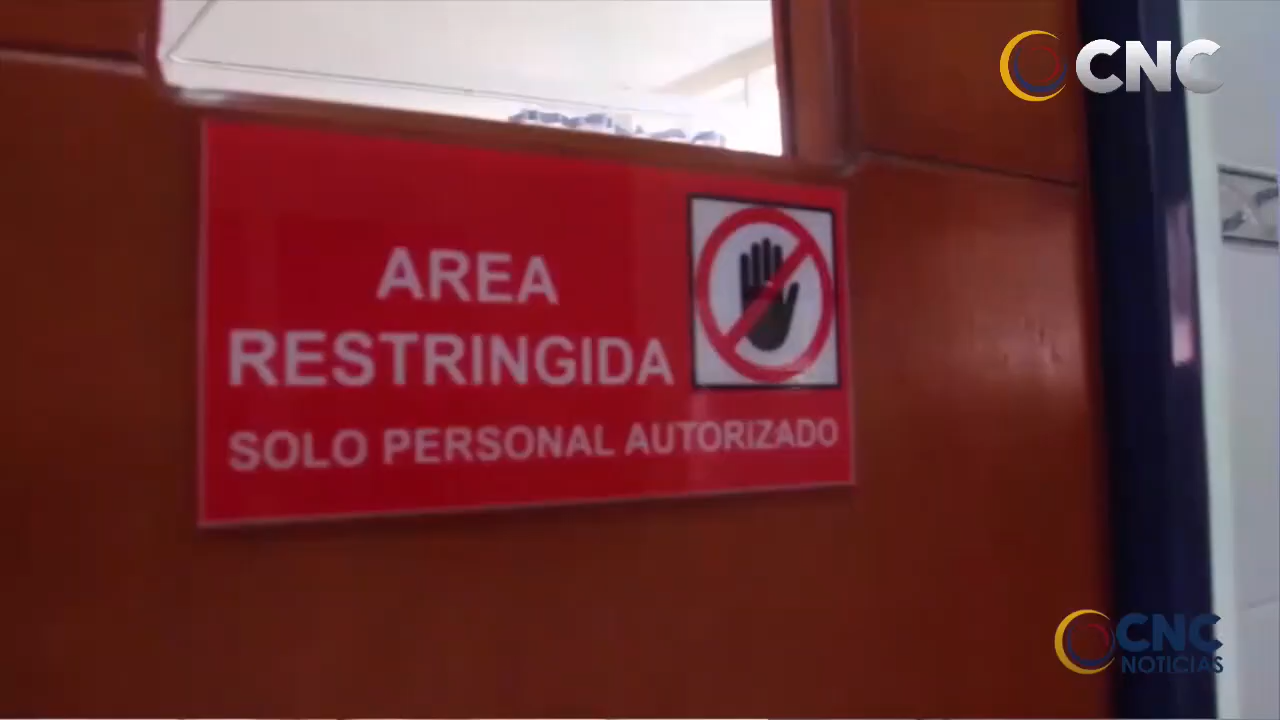 CNC
AREA
RESTRINGIDA
SOLO PERSONAL AUTORIZADO
CNC
NOTICIAS